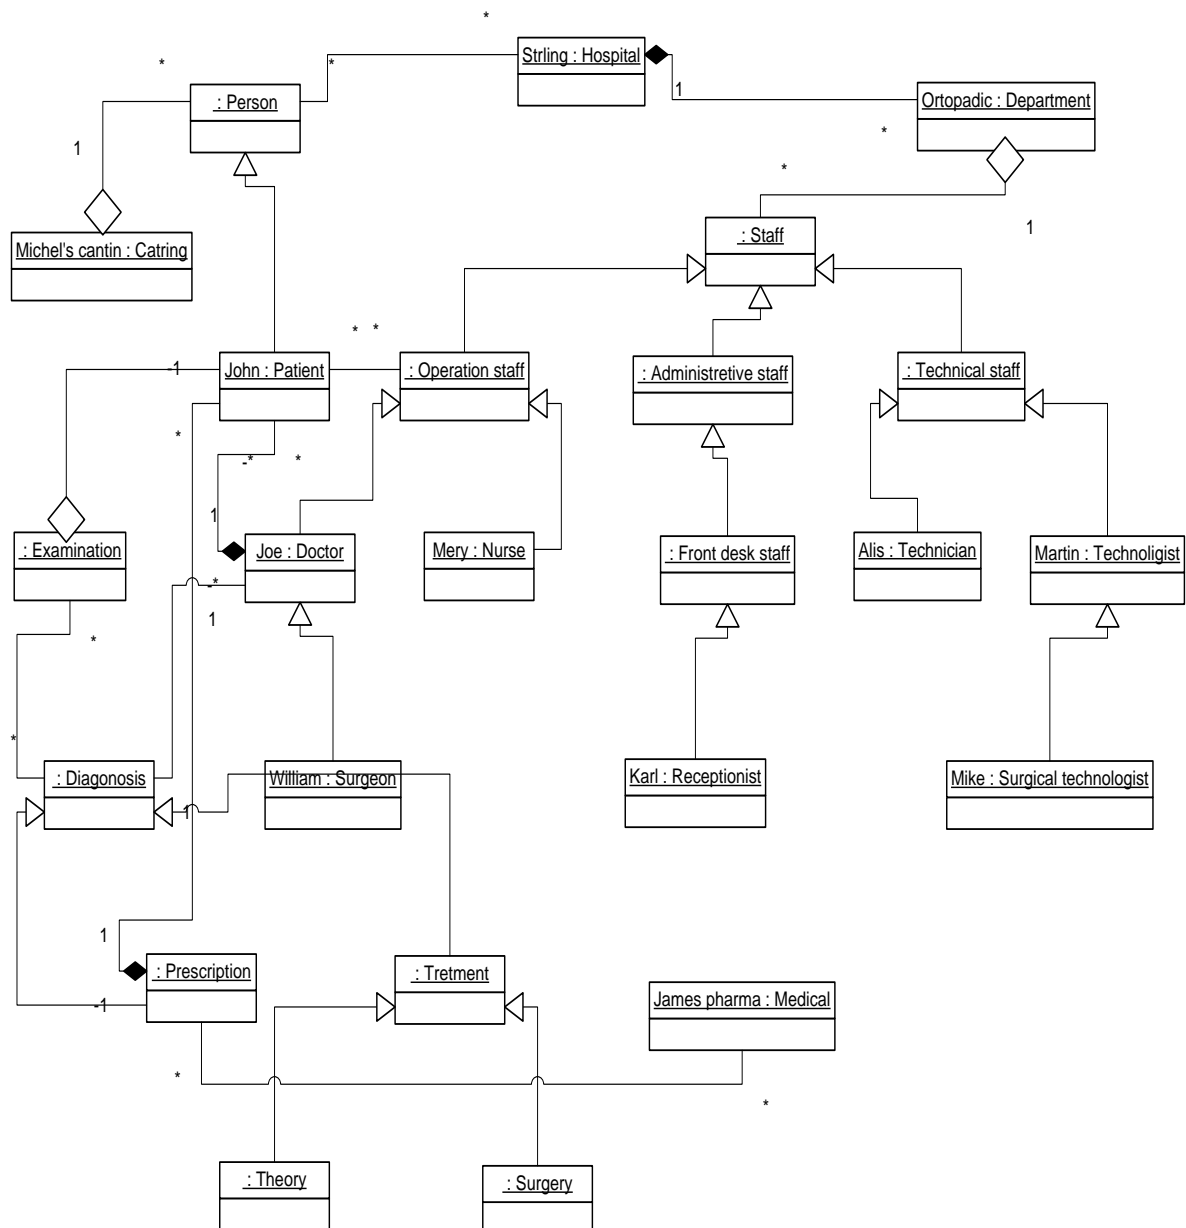 *
Strling : Hospital
*
*
1
: Person
Ortopadic : Department
*
1
*
Michel's cantin : Catring
: Staff
1
* *
-1
John : Patient
: Operation staff
: Administretive staff
: Technical staff
*
-*
*
1
: Examination
Joe : Doctor
Mery : Nurse
: Front desk staff
Alis : Technician
Martin : Technoligist
-*
1
*
*
: Diagonosis
William : Surgeon
Karl : Receptionist
Mike : Surgical technologist
1
1
: Prescription
: Tretment
James pharma : Medical
-1
*
*
: Theory
: Surgery